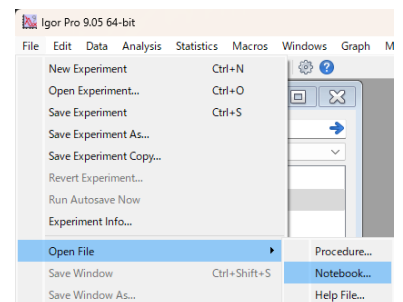 Igor Pro 9.05 64-bit
File Edit Data Analysis Statistics Macros Windows Graph
New Experiment Ctrl+N
Open Experiment... Ctrl+O
Save Experiment Ctrl+S
Save Experiment As...
Save Experiment Copy...
Revert Experiment...
Run Autosave Now
Experiment Info...
Open File Procedure...
Save Window Ctrl+Shift+S Notebook...
Save Window As... Help File...